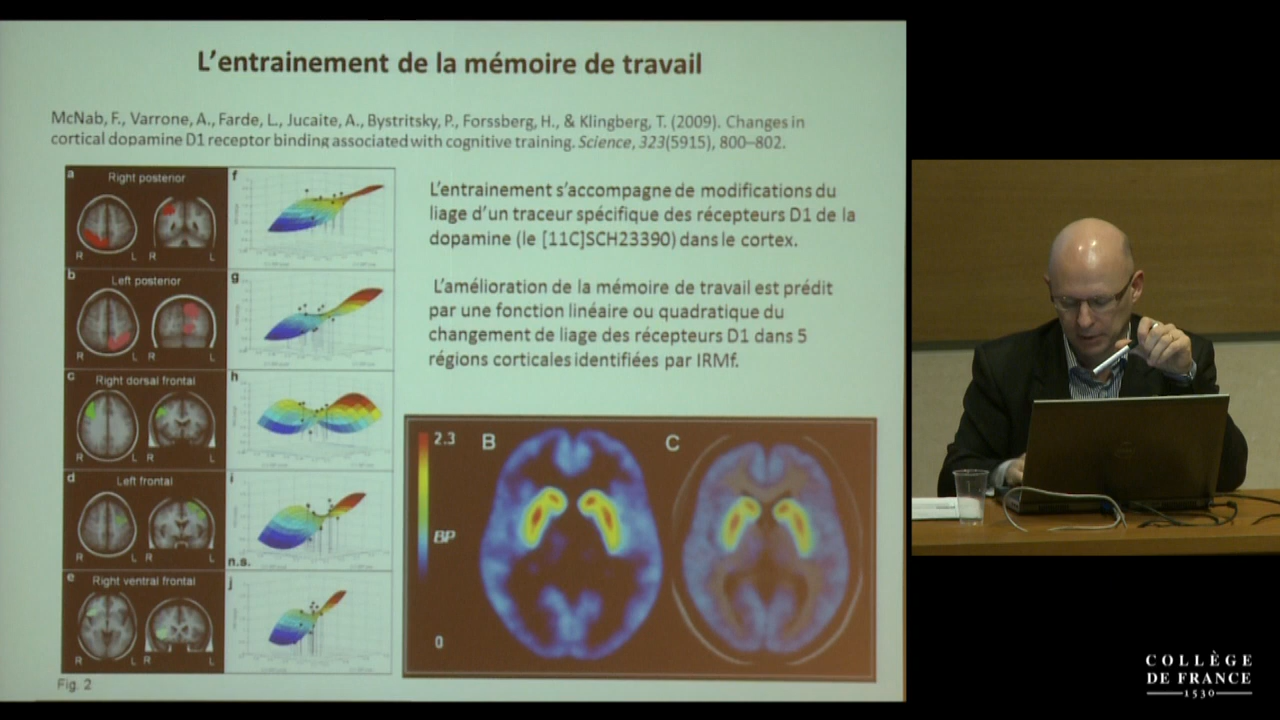 L'entrainement de la mémoire de travail
McNab, F., Varrone, A., Farde, L., Jucaite, A., Bystritsky, P., Forssberg, H., & Klingberg, T. (2009). Changes in
cortical dopamine D1 receptor binding associated with cognitive training. Science, 323(5915), 800–802.
a Right posterior f
R L R L
b Left posterior g
R L R L
c Right dorsal frontal h
R L R L
d Left frontal i
R L R L
n.s.
e Right ventral frontal j
R L R L
Fig. 2
L'entrainement s'accompagne de modifications du
liage d'un traceur spécifique des récepteurs D1 de la
dopamine (le [11C]SCH23390) dans le cortex.
L'amélioration de la mémoire de travail est prédit
par une fonction linéaire ou quadratique du
changement de liage des récepteurs D1 dans 5
régions corticales identifiées par IRMf.
2.3 B C
BP
0
COLLÈGE
DE FRANCE
1530